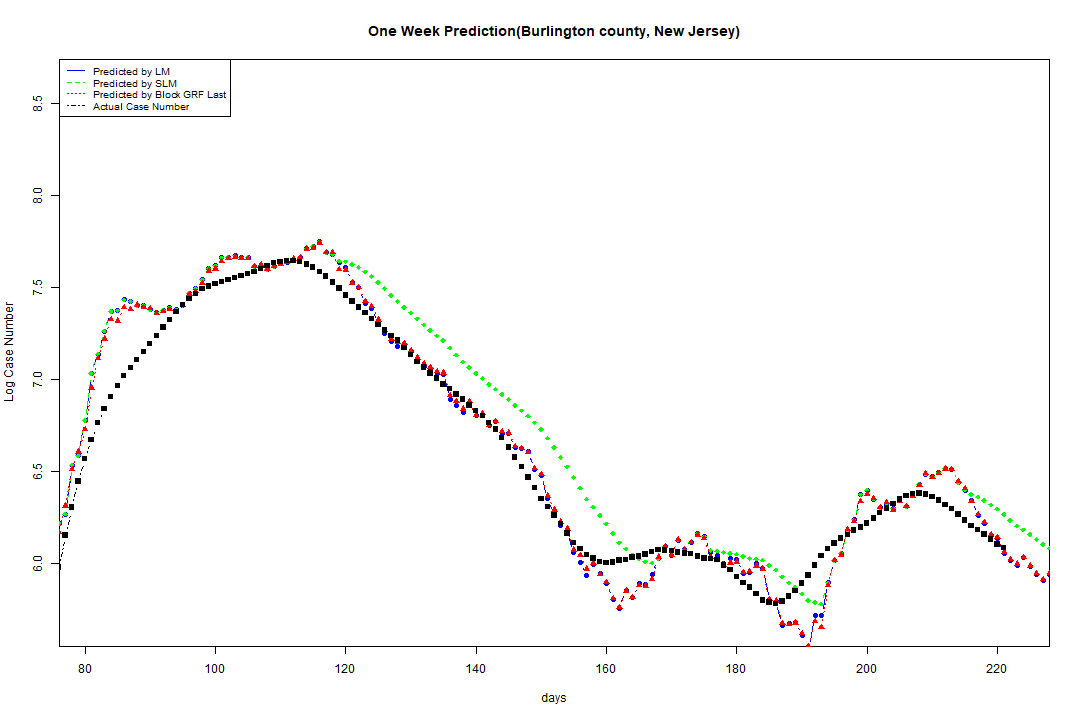 One Week Prediction(Burlington county, New Jersey)
Predicted by LM
Predicted by SLM
Predicted by Block GRF Last
Actual Case Number
8.5
8.0
7.5
7.0
6.5
6.0
Log Case Number
80 100 120 140 160 180 200 220
days